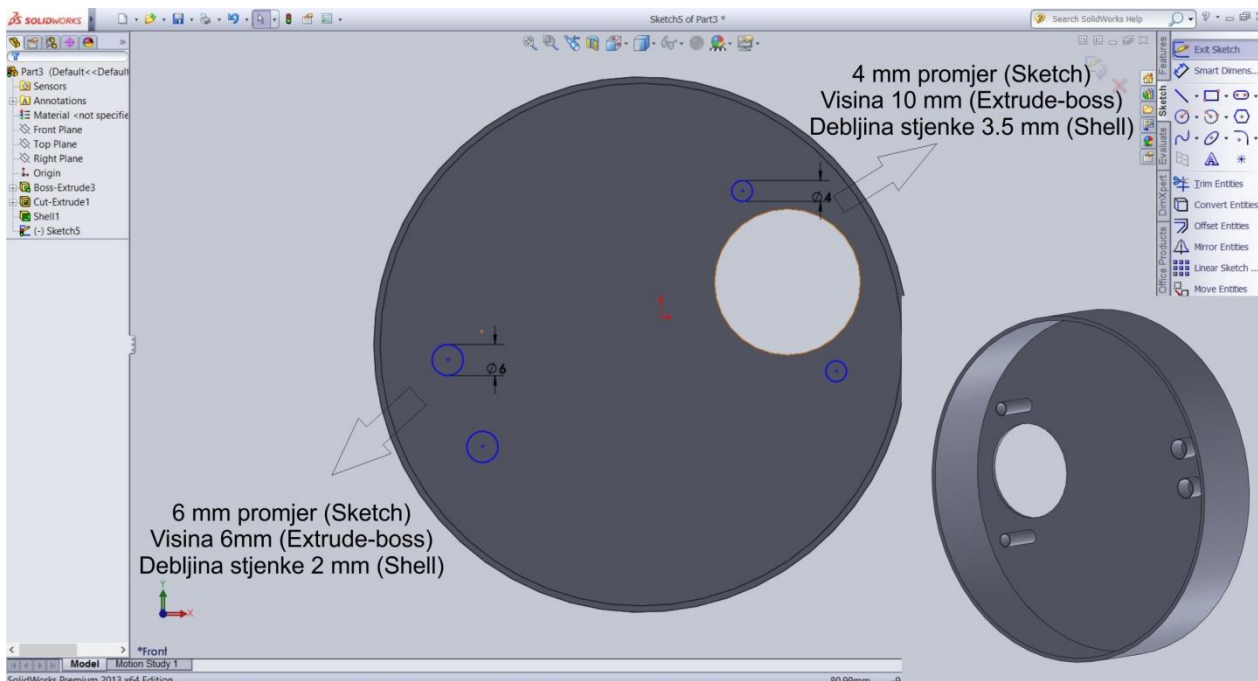 SOLIDWORKS
Sketch5 of Part3 *
Search SolidWorks Help
Part3 (Default<<Default
Sensors
Annotations
Material <not specifie
Front Plane
Top Plane
Right Plane
Origin
Boss-Extrude3
Cut-Extrude1
Shell1
(-) Sketch5
4 mm promjer (Sketch)
Visina 10 mm (Extrude-boss)
Debljina stjenke 3.5 mm (Shell)
Ø4
Ø6
6 mm promjer (Sketch)
Visina 6mm (Extrude-boss)
Debljina stjenke 2 mm (Shell)
Y
X
*Front
Features
Sketch
Evaluate
DimXpert
Office Products
Exit Sketch
Smart Dimens...
Trim Entities
Convert Entities
Offset Entities
Mirror Entities
Linear Sketch ...
Move Entities
Model
Motion Study 1
SolidWorks Premium 2013 x64 Edition
80.99mm
-9